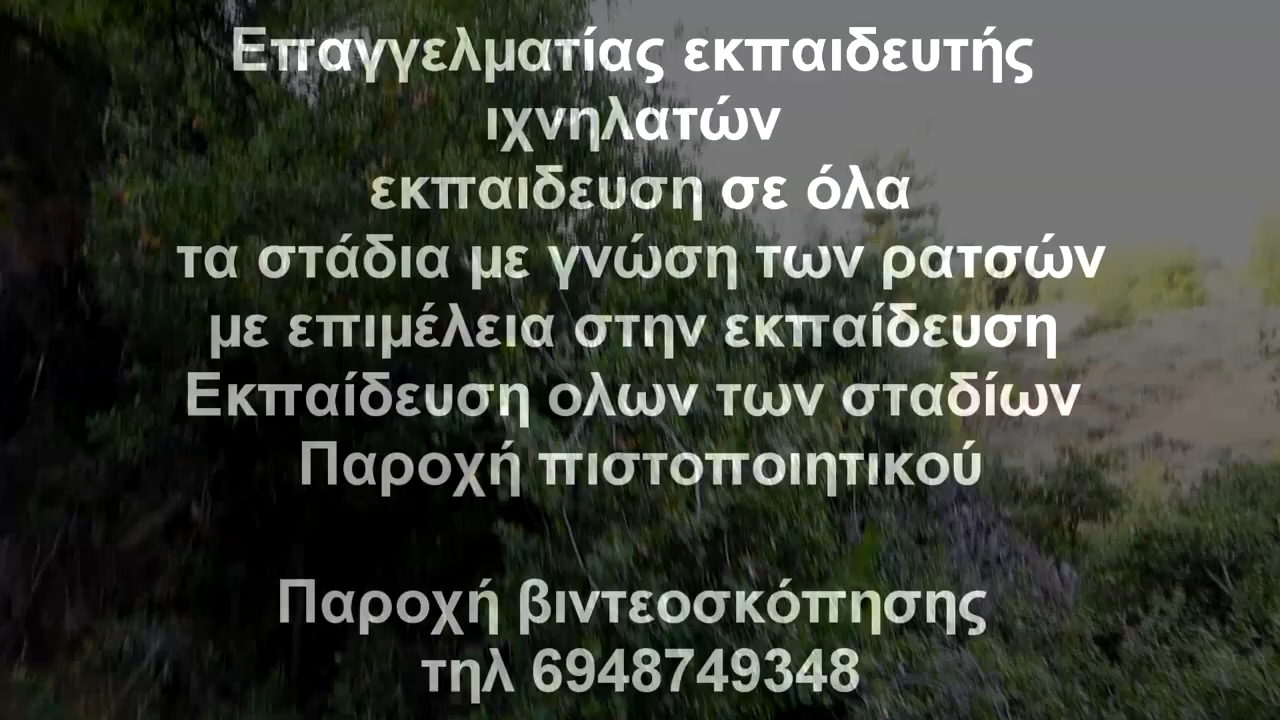 Επαγγελματίας εκπαιδευτής
ιχνηλατών
εκπαιδευση σε όλα
τα στάδια με γνώση των ρατσών
με επιμέλεια στην εκπαίδευση
Εκπαίδευση ολων των σταδίων
Παροχή πιστοποιητικού
Παροχή βιντεοσκόπησης
τηλ 6948749348